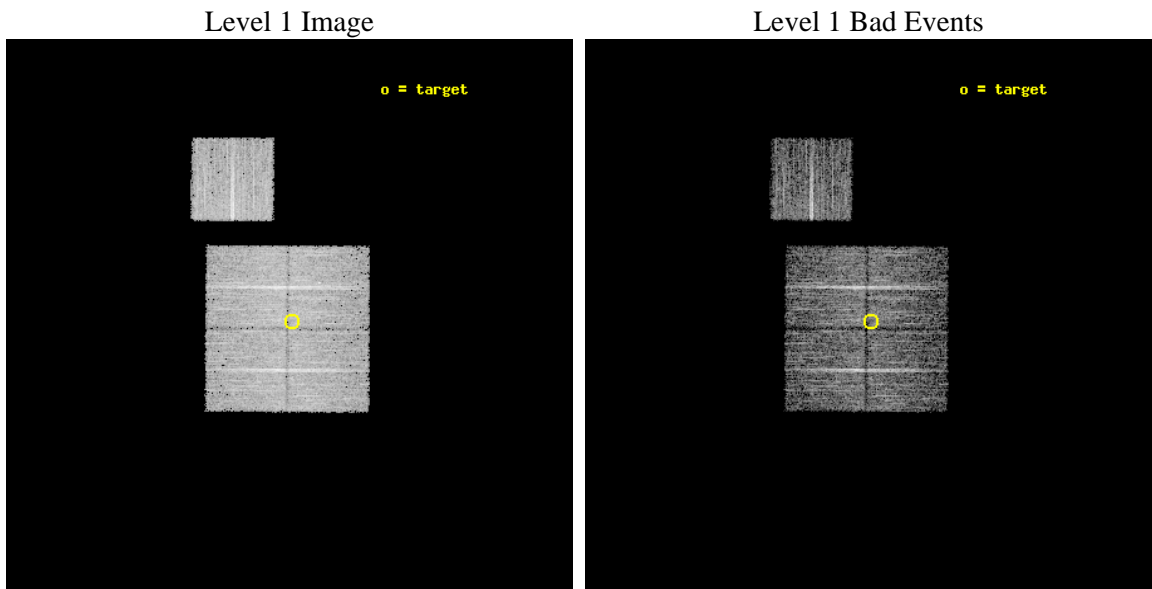 Level 1 Image
Level 1 Bad Events
o = target
o = target